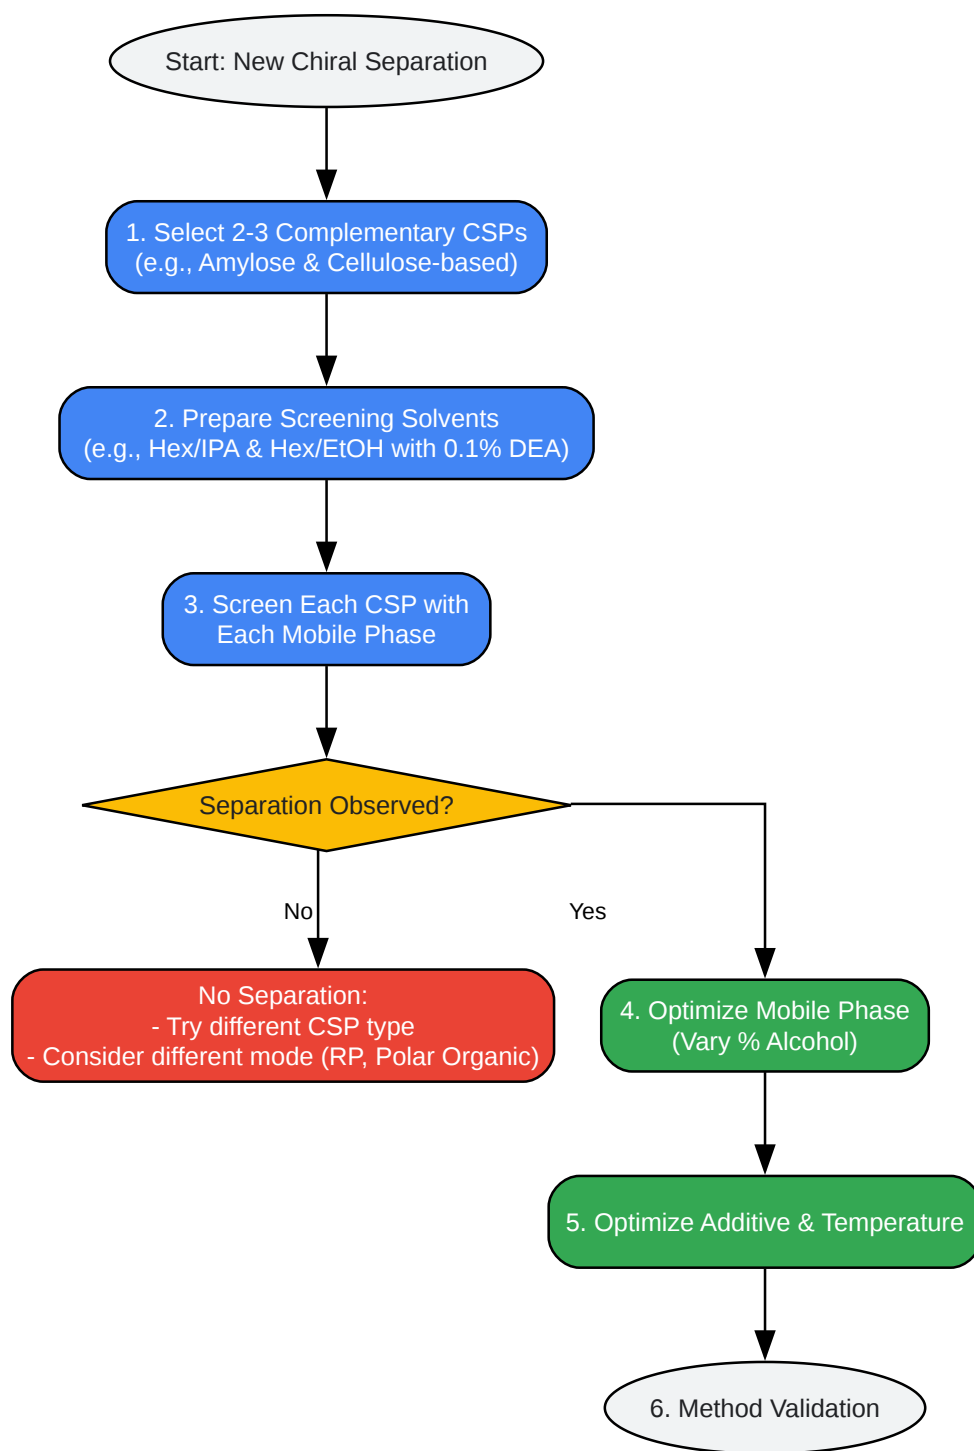 Start: New Chiral Separation
1. Select 2-3 Complementary CSPs
(e.g., Amylose & Cellulose-based)
2. Prepare Screening Solvents
(e.g., Hex/IPA & Hex/EtOH with 0.1% DEA)
3. Screen Each CSP with
Each Mobile Phase
Separation Observed?
No
Yes
No Separation:
- Try different CSP type
- Consider different mode (RP, Polar Organic)
4. Optimize Mobile Phase
(Vary % Alcohol)
5. Optimize Additive & Temperature
6. Method Validation